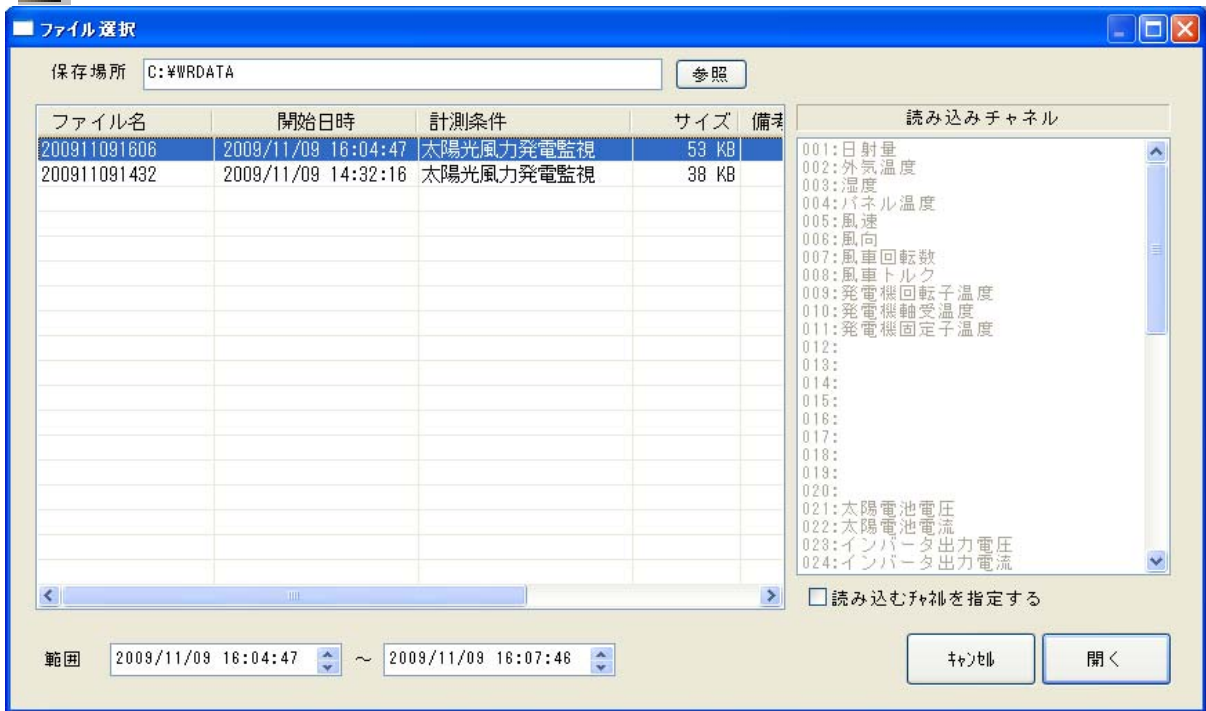 ファイル選択
保存場所 C:¥WRDATA 参照
ファイル名 開始日時 計測条件 サイズ 備考
200911091606 2009/11/09 16:04:47 太陽光風力発電監視 53 KB
200911091432 2009/11/09 14:32:16 太陽光風力発電監視 38 KB
読み込みチャネル
001:日射量
002:外気温度
003:湿度
004:パネル温度
005:風速
006:風向
007:風車回転数
008:風車トルク
009:発電機回転子温度
010:発電機軸受温度
011:発電機固定子温度
012:
013:
014:
015:
016:
017:
018:
019:
020:
021:太陽電池電圧
022:太陽電池電流
023:インバータ出力電圧
024:インバータ出力電流
読み込むﾁｬﾈﾙを指定する
範囲 2009/11/09 16:04:47 ～ 2009/11/09 16:07:46
ｷｬﾝｾﾙ 開く